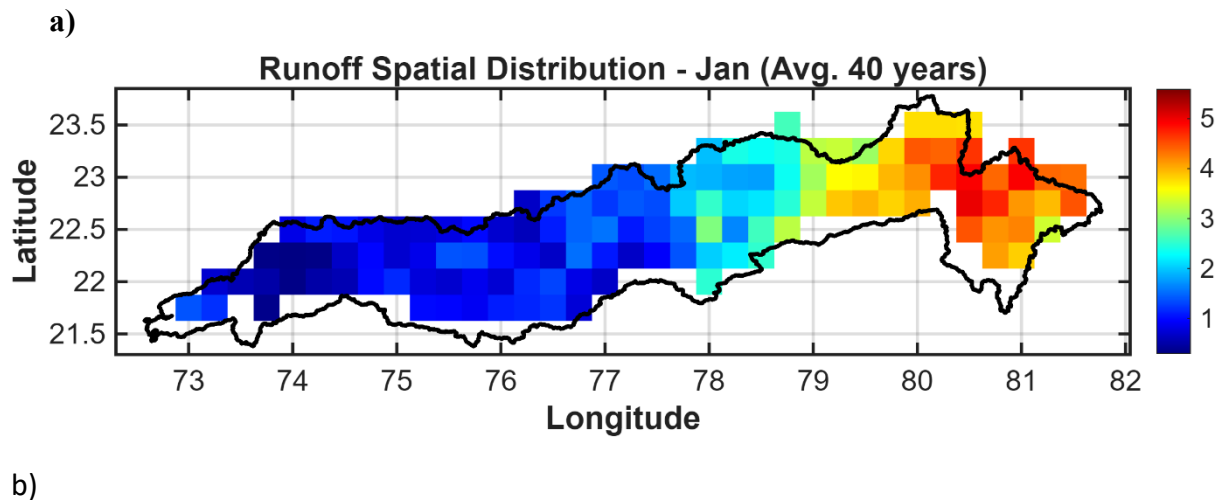 a)
Runoff Spatial Distribution - Jan (Avg. 40 years)
Latitude
23.5
23
22.5
22
21.5
73 74 75 76 77 78 79 80 81 82
Longitude
5
4
3
2
1
b)